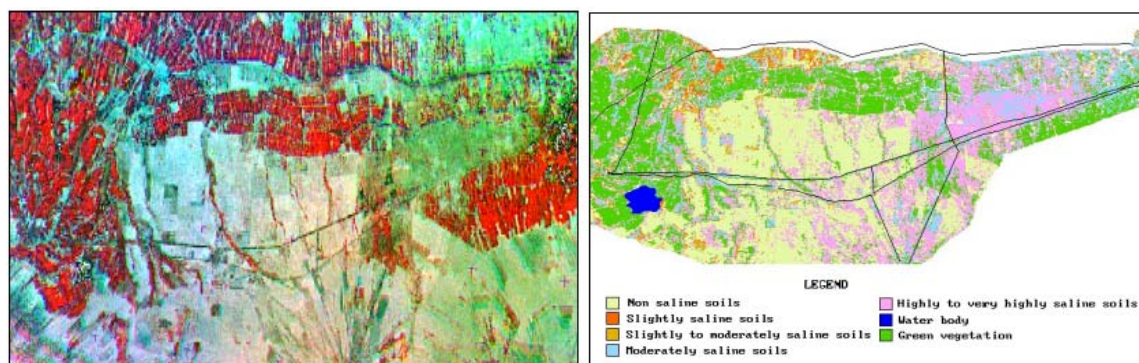 LEGEND
Non saline soils
Slightly saline soils
Slightly to moderately saline soils
Moderately saline soils
Highly to very highly saline soils
Water body
Green vegetation